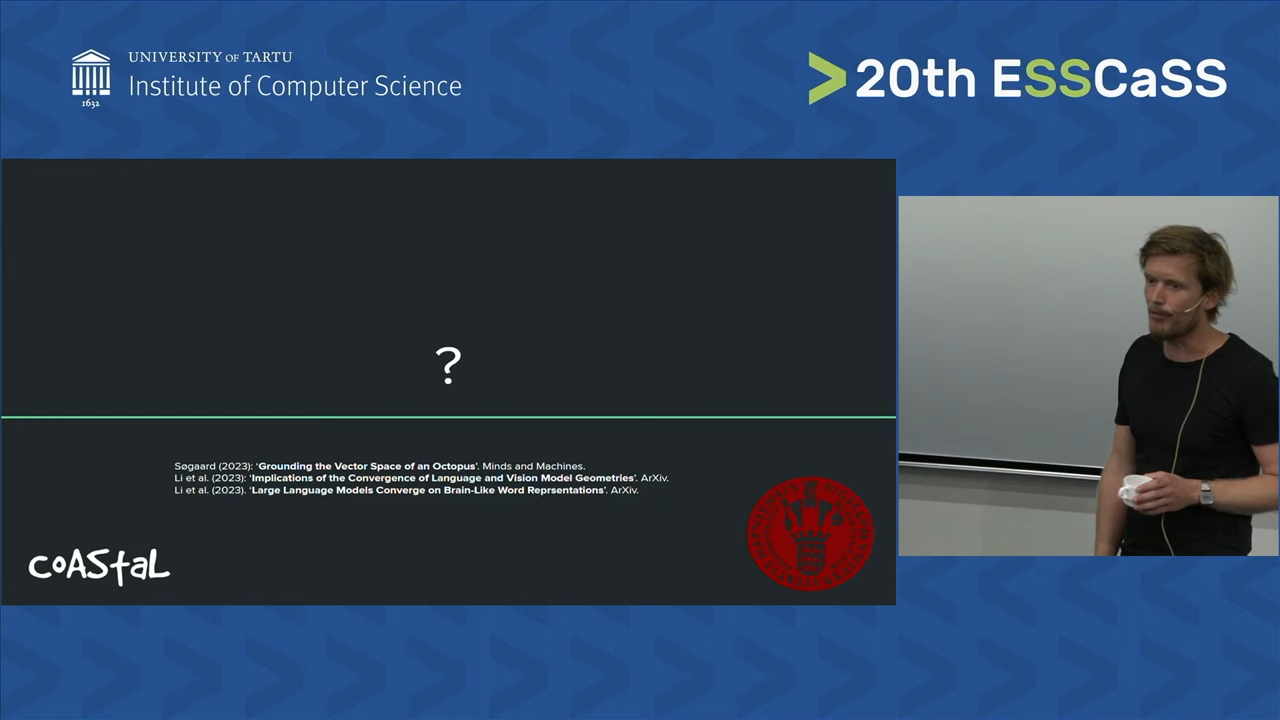 UNIVERSITY OF TARTU
Institute of Computer Science
1632
20th ESSCaSS
?
Søgaard (2023): ‘Grounding the Vector Space of an Octopus’. Minds and Machines.
Li et al. (2023): ‘Implications of the Convergence of Language and Vision Model Geometries’. ArXiv.
Li et al. (2023). ‘Large Language Models Converge on Brain-Like Word Reprsentations’. ArXiv.
coAStaL